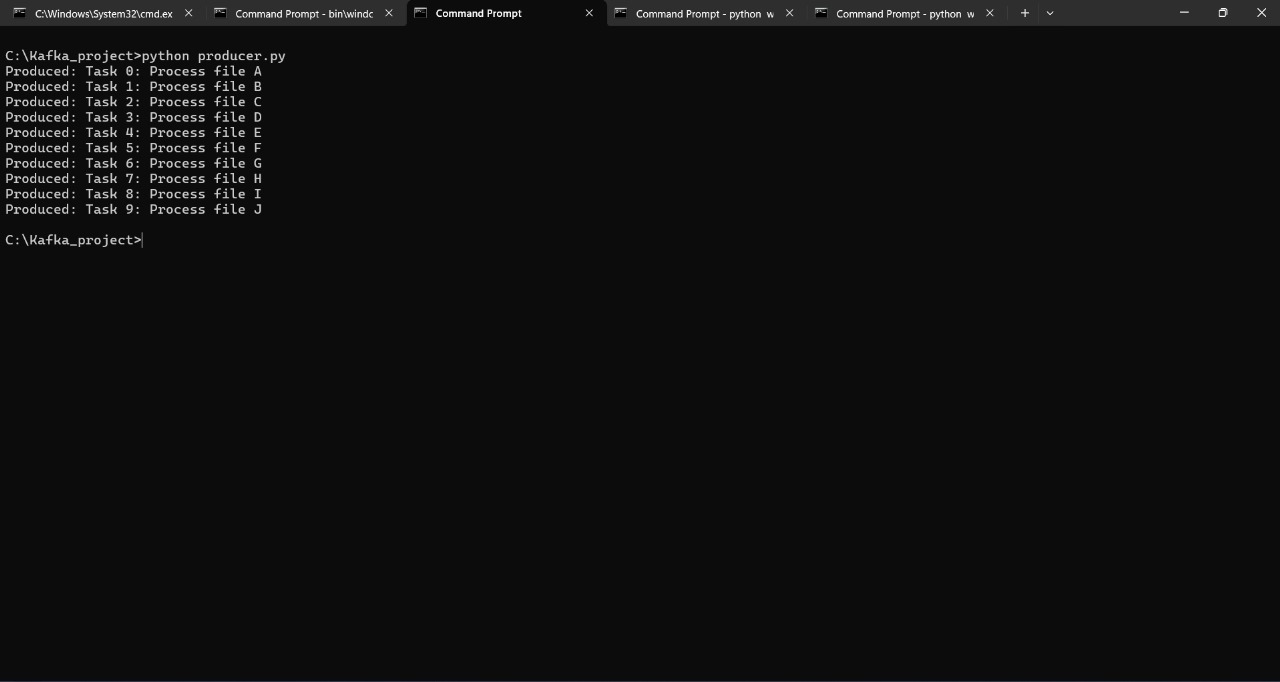 C:\Windows\System32\cmd.ex
Command Prompt - bin\windc
Command Prompt
Command Prompt - python w
Command Prompt - python w
C:\Kafka_project>python producer.py
Produced: Task 0: Process file A
Produced: Task 1: Process file B
Produced: Task 2: Process file C
Produced: Task 3: Process file D
Produced: Task 4: Process file E
Produced: Task 5: Process file F
Produced: Task 6: Process file G
Produced: Task 7: Process file H
Produced: Task 8: Process file I
Produced: Task 9: Process file J
C:\Kafka_project>